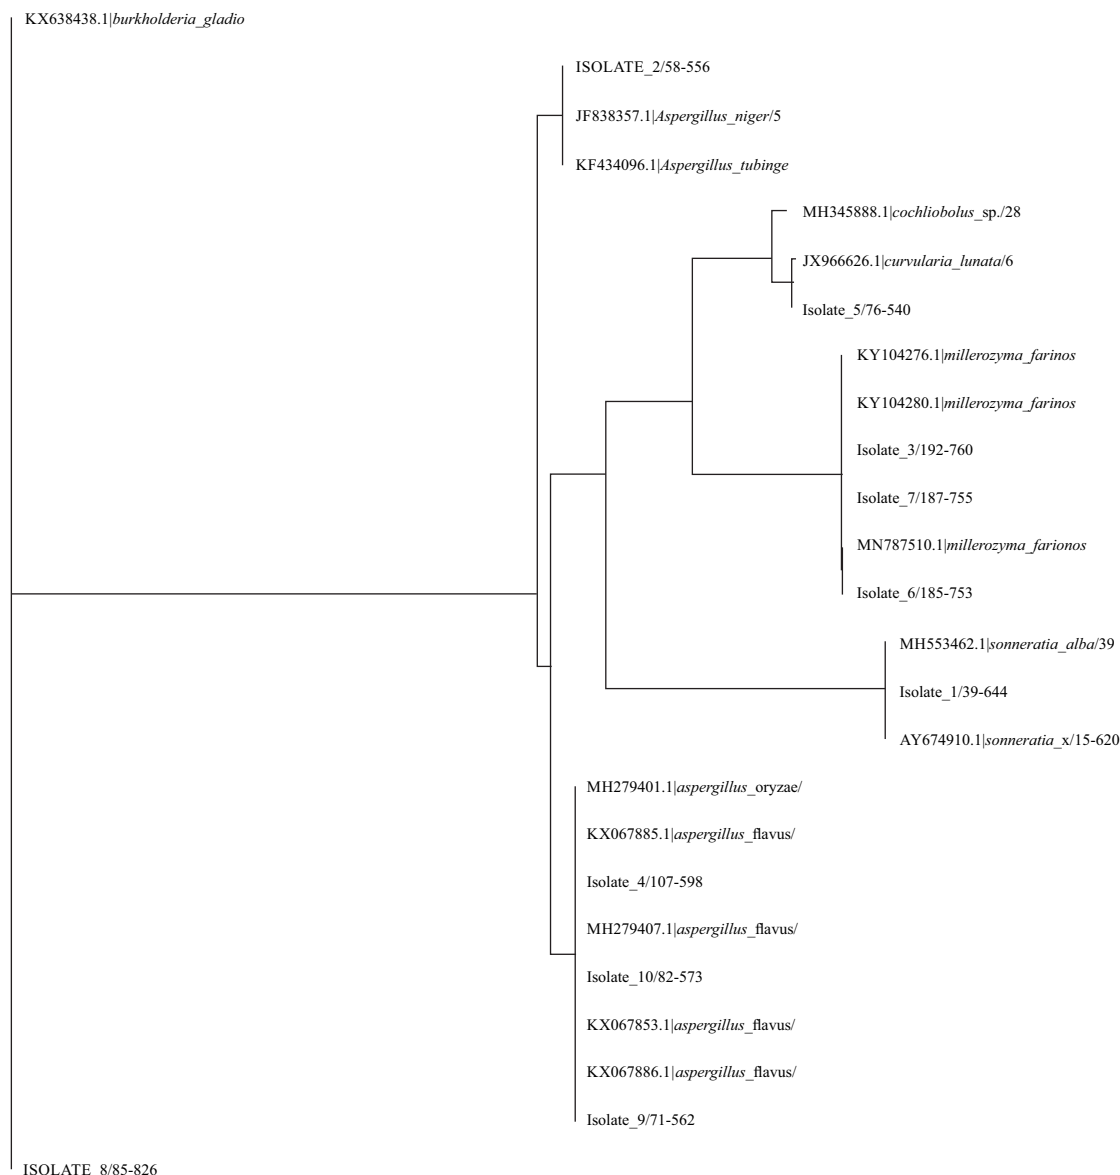 KX638438.1|burkholderia_gladio
ISOLATE_2/58-556
JF838357.1|Aspergillus_niger/5
KF434096.1|Aspergillus_tubinge
MH345888.1|cochliobolus_sp./28
JX966626.1|curvularia_lunata/6
Isolate_5/76-540
KY104276.1|millerozyma_farinos
KY104280.1|millerozyma_farinos
Isolate_3/192-760
Isolate_7/187-755
MN787510.1|millerozyma_farionos
Isolate_6/185-753
MH553462.1|sonneratia_alba/39
Isolate_1/39-644
AY674910.1|sonneratia_x/15-620
MH279401.1|aspergillus_oryzae/
KX067885.1|aspergillus_flavus/
Isolate_4/107-598
MH279407.1|aspergillus_flavus/
Isolate_10/82-573
KX067853.1|aspergillus_flavus/
KX067886.1|aspergillus_flavus/
Isolate_9/71-562
ISOLATE_8/85-826